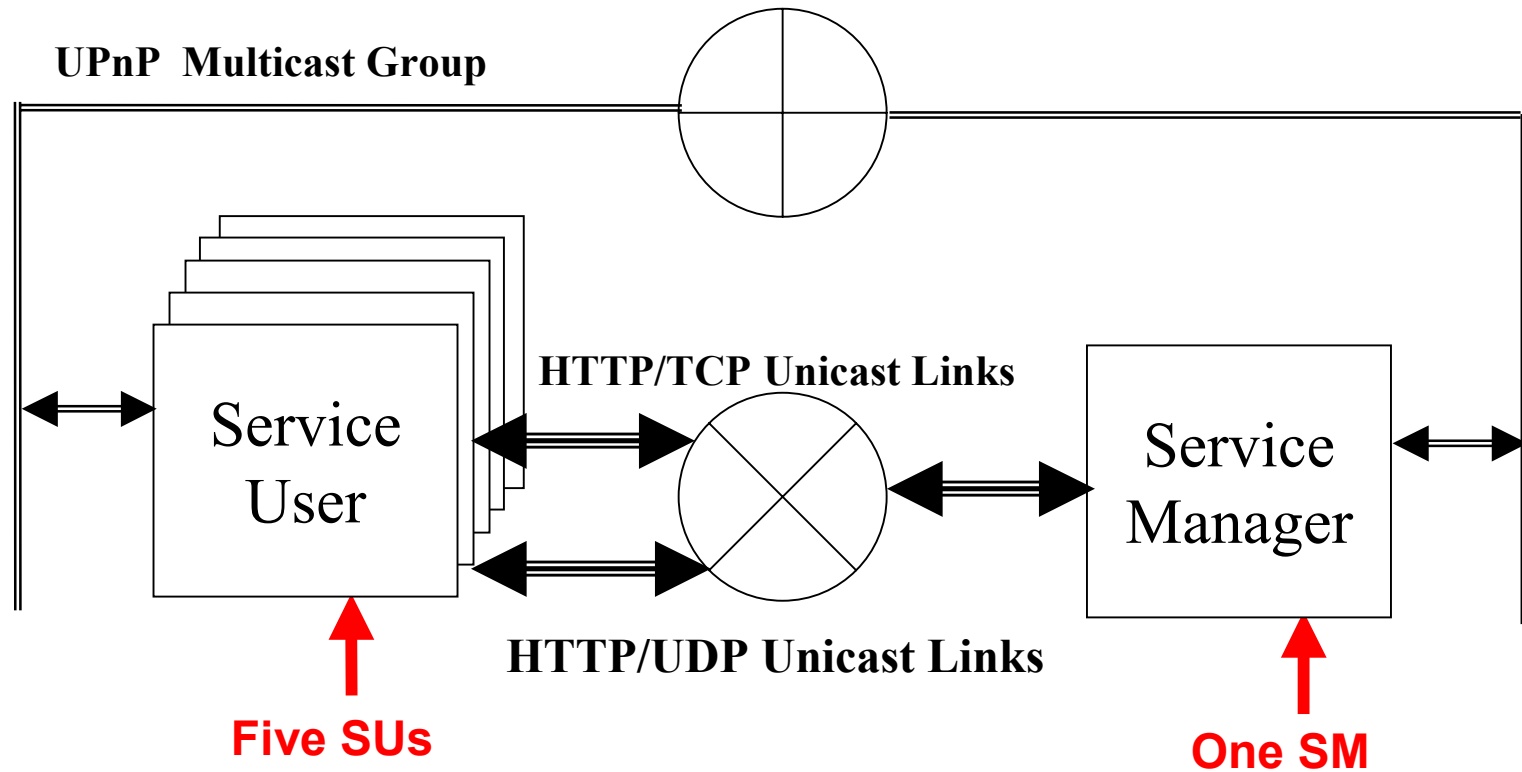 UPnP Multicast Group
HTTP/TCP Unicast Links
Service
User
Service
Manager
HTTP/UDP Unicast Links
Five SUs
One SM